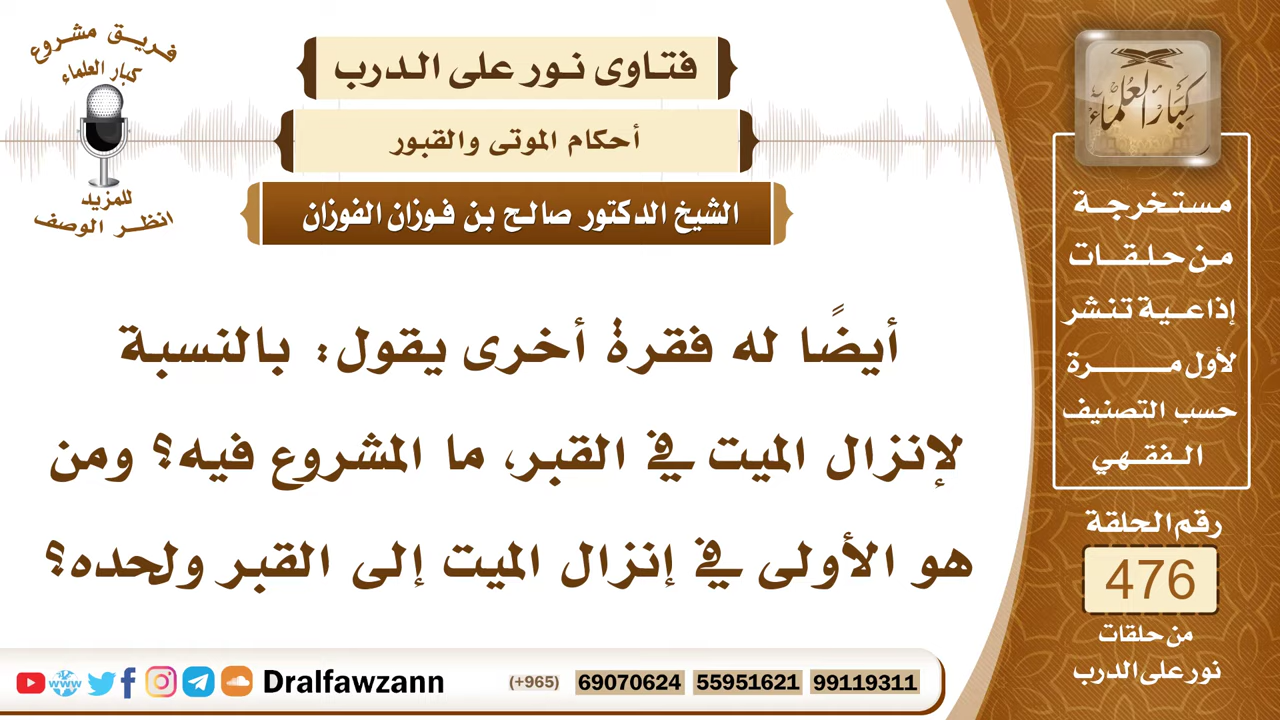 فريق مشروع
كبار العلماء
للمزيد
انظر الوصف
فتاوى نور على الدرب
أحكام الموتى والقبور
الشيخ الدكتور صالح بن فوزان الفوزان
كبار العلماء
مستخرجة
من حلقات
إذاعية تنشر
لأول مرة
حسب التصنيف
الفقهي
رقم الحلقة
476
من حلقات
نور على الدرب
أيضًا له فقرةٌ أخرى يقول: بالنسبة
لإنزال الميت في القبر، ما المشروع فيه؟ ومن
هو الأولى في إنزال الميت إلى القبر ولحده؟
www
Dralfawzann (+965) 69070624 55951621 99119311